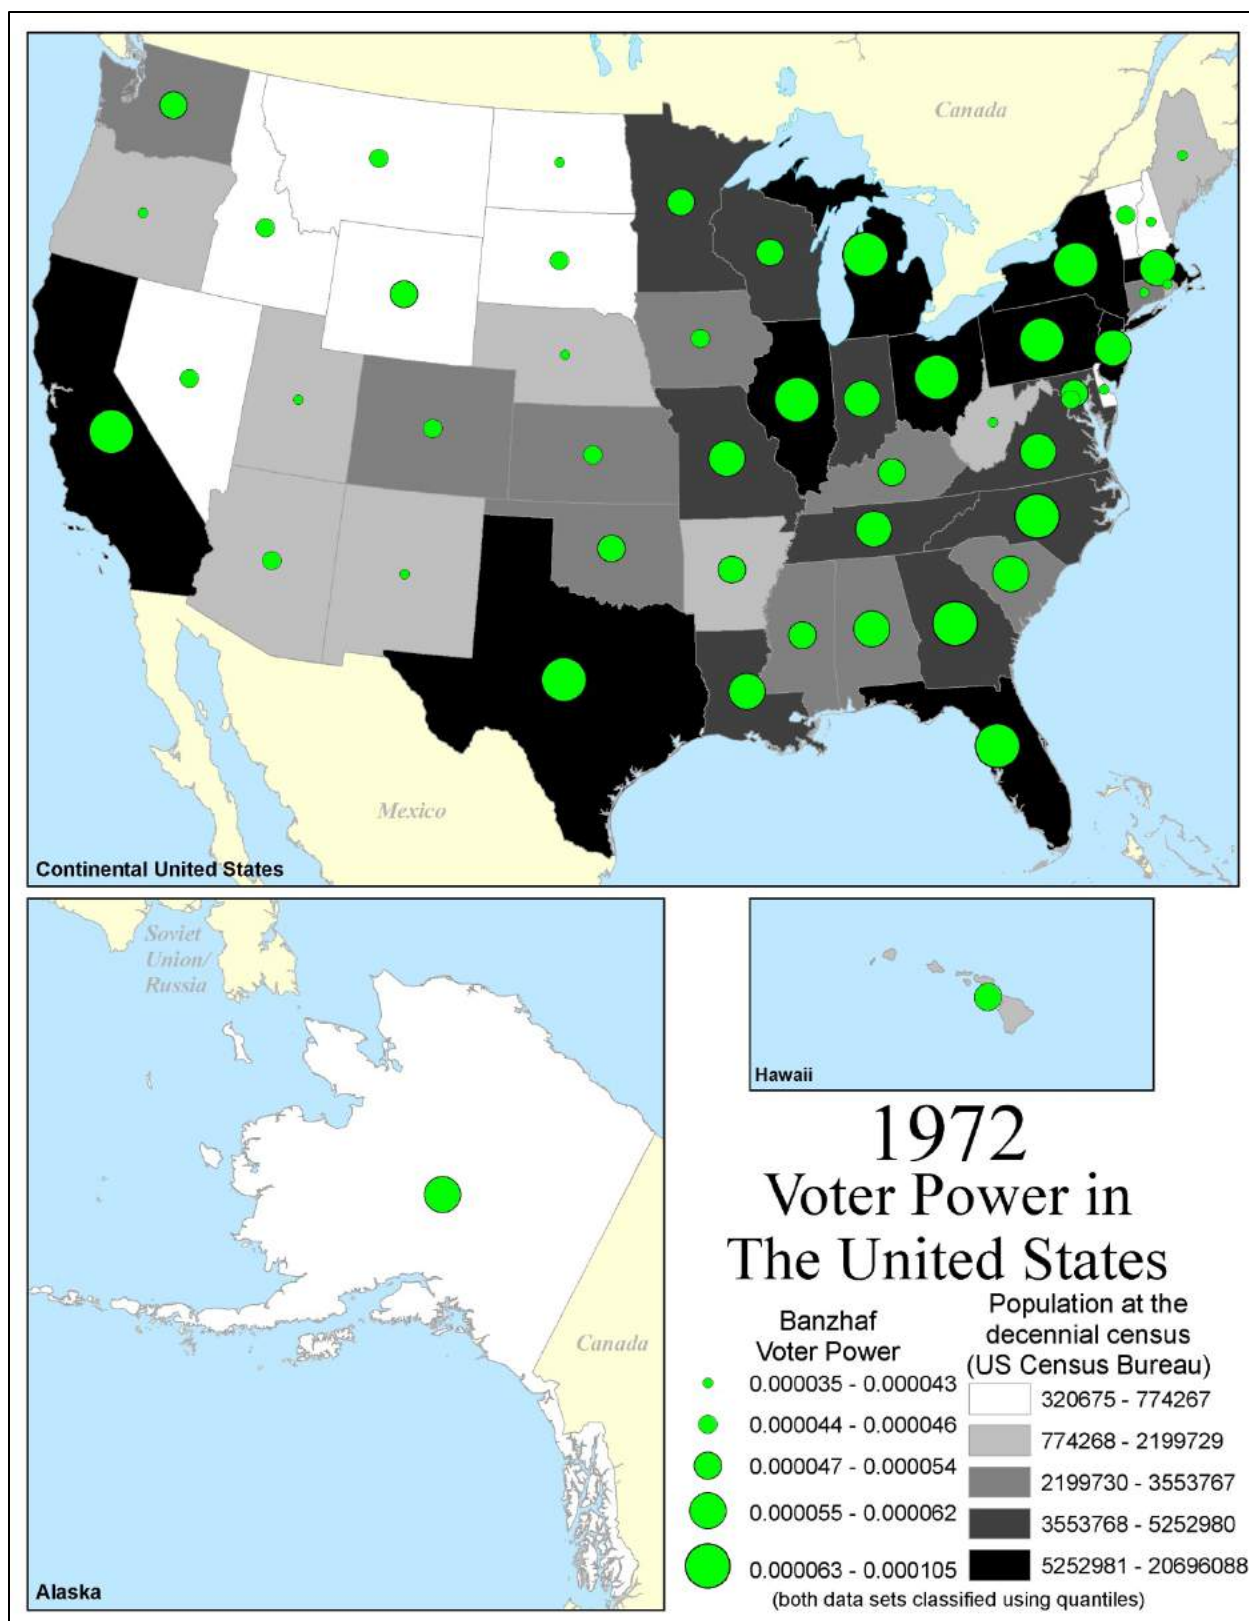 Canada
Mexico
Continental United States
Soviet
Union/
Russia
Canada
Alaska
Hawaii
1972
Voter Power in
The United States
Banzhaf
Voter Power
0.000035 - 0.000043
0.000044 - 0.000046
0.000047 - 0.000054
0.000055 - 0.000062
0.000063 - 0.000105
Population at the
decennial census
(US Census Bureau)
320675 - 774267
774268 - 2199729
2199730 - 3553767
3553768 - 5252980
5252981 - 20696088
(both data sets classified using quantiles)